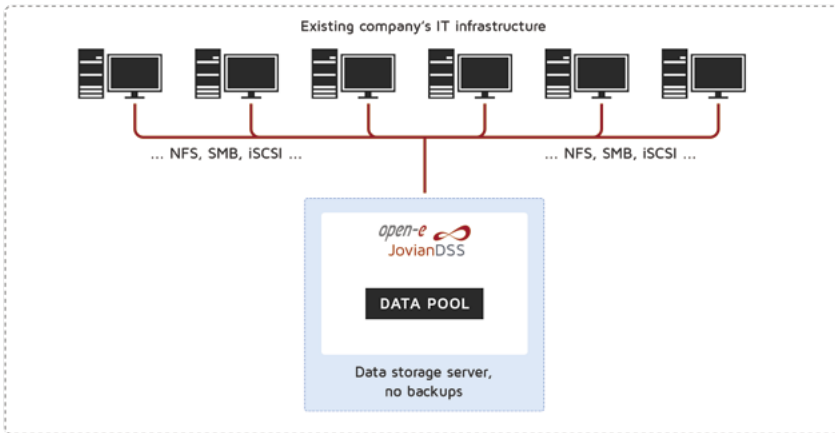 Existing company's IT infrastructure
... NFS, SMB, iSCSI ...
... NFS, SMB, iSCSI ...
open-e
JovianDSS
DATA POOL
Data storage server,
no backups